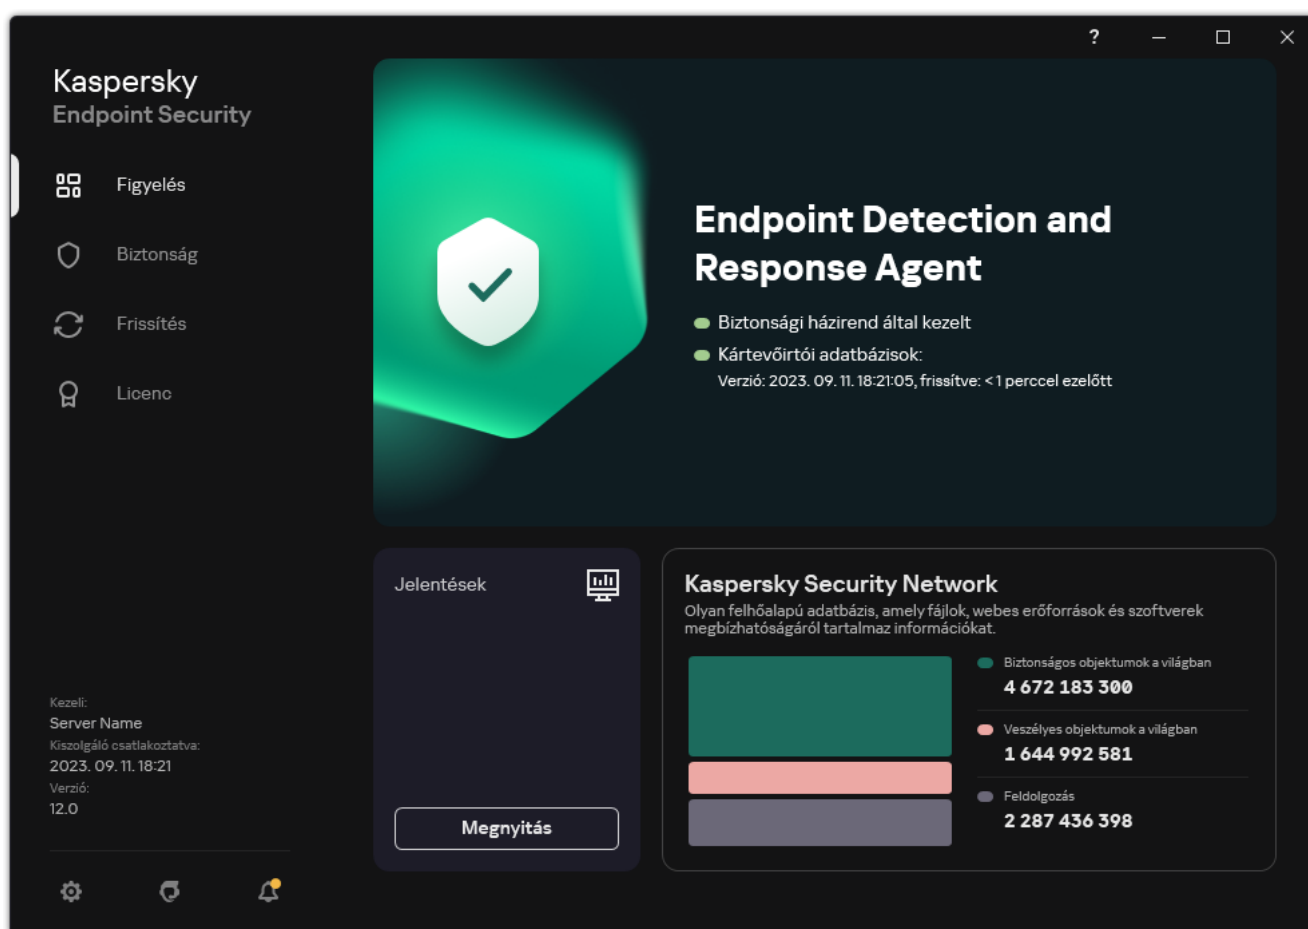 ?
Kaspersky
Endpoint Security
Figyelés
Biztonság
Frissítés
Licenc
Kezeli:
Server Name
Kiszolgáló csatlakoztatva:
2023. 09. 11. 18:21
Verzió:
12.0
Endpoint Detection and
Response Agent
Biztonsági házirend által kezelt
Kártevőirtói adatbázisok:
Verzió: 2023. 09. 11. 18:21:05, frissítve: < 1 perccel ezelőtt
Jelentések
Megnyitás
Kaspersky Security Network
Olyan felhőalapú adatbázis, amely fájlok, webes erőforrások és szoftverek
megbízhatóságáról tartalmaz információkat.
Biztonságos objektumok a világban
4 672 183 300
Veszélyes objektumok a világban
1 644 992 581
Feldolgozás
2 287 436 398